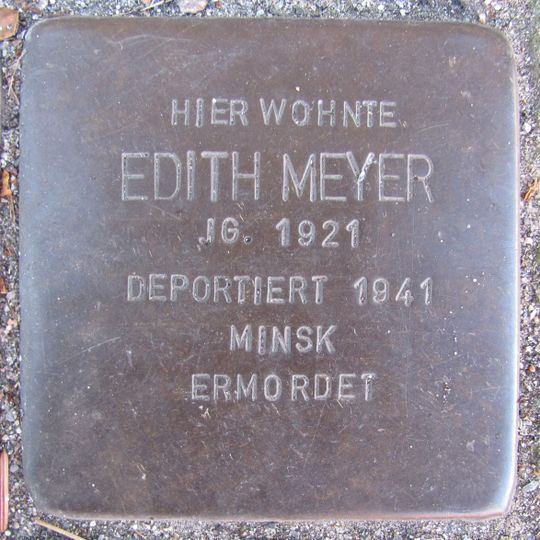 HIER WOHNTE
EDITH MEYER
JG. 1921
DEPORTIERT 1941
MINSK
ERMORDET